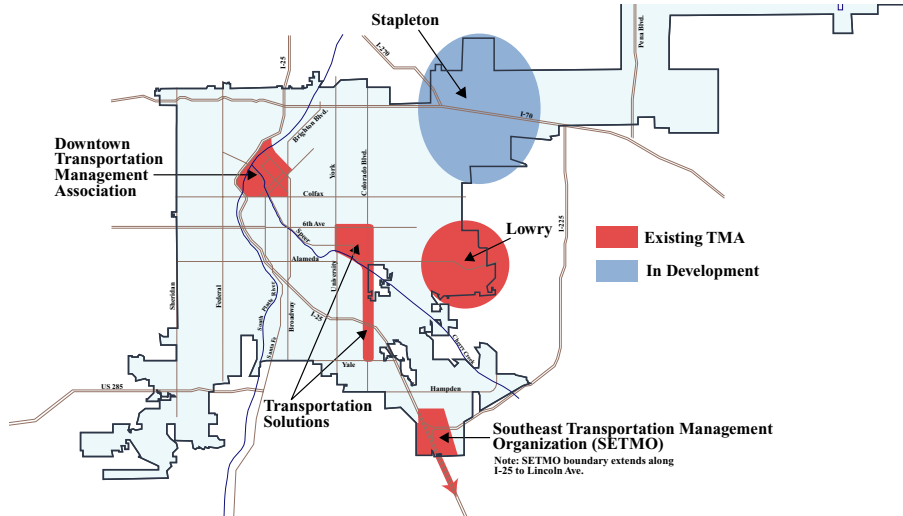 Stapleton
I-25
I-270
Pena Blvd.
Brighton Blvd.
I-70
Downtown
Transportation
Management
Association
York
Colorado Blvd.
Colfax
6th Ave
Speer
Lowry
I-225
Existing TMA
In Development
Alameda
University
Sheridan
Federal
South Platte River
Broadway
Santa Fe
I-25
Cherry Creek
Yale
US 285
Hampden
Transportation
Solutions
Southeast Transportation Management
Organization (SETMO)
Note: SETMO boundary extends along
I-25 to Lincoln Ave.